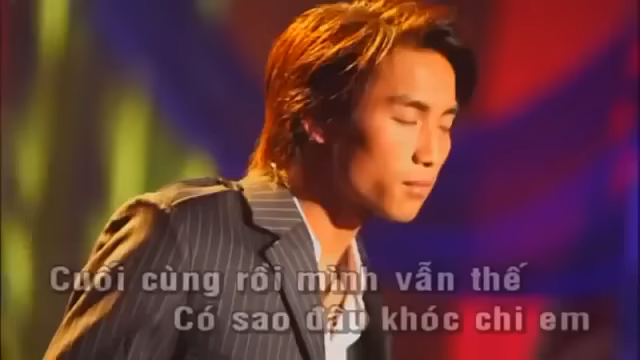 Cuối cùng rồi mình vẫn thế
Có sao đâu khóc chi em